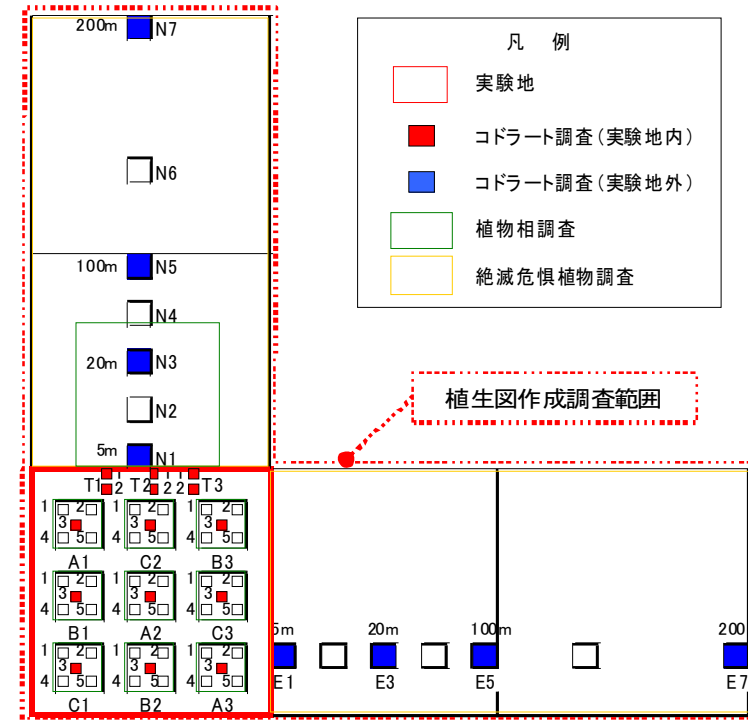 200m N7
凡 例
実験地
N6
コドラート調査（実験地内）
コドラート調査（実験地外）
植物相調査
絶滅危惧植物調査
100m N5
N4
20m N3
N2
5m N1
植生図作成調査範囲
T1 2 1 T2 2 1 2 T3
1 2 1 2 1 2
3 3 3
4 5 4 5 4 5
A1 C2 B3
1 2 1 2 1 2
3 3 3
4 5 4 5 4 5
B1 A2 C3
1 2 1 2 1 2
3 3 3
4 5 4 5 4 5
C1 B2 A3
5m 20m 100m 200
E1 E3 E5 E7